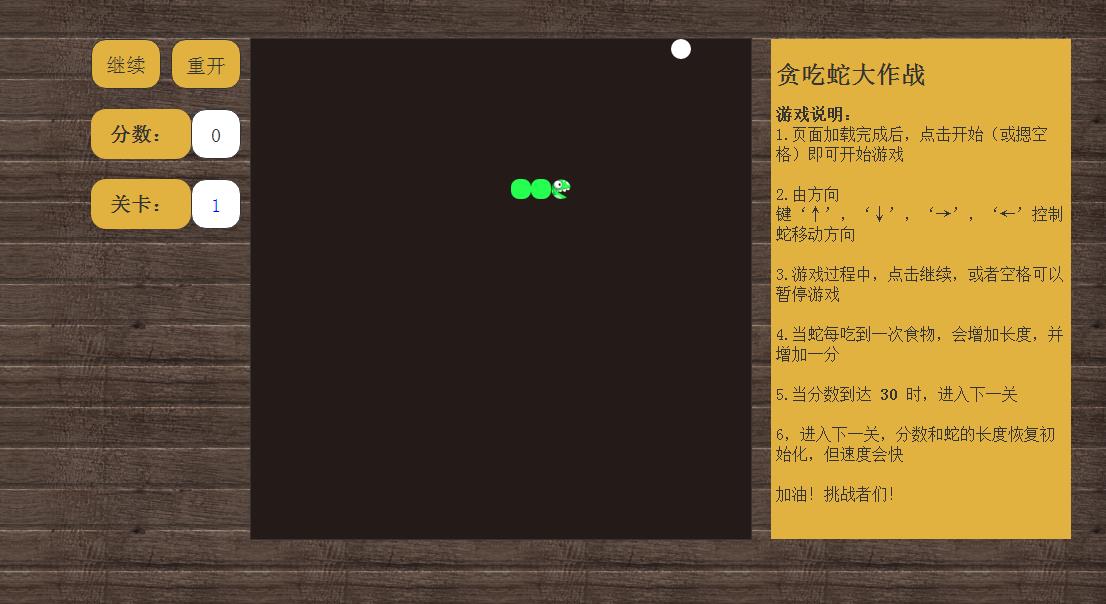 继续
重开
分数：
0
关卡：
1
贪吃蛇大作战
游戏说明：
1.页面加载完成后，点击开始（或摁空
格）即可开始游戏
2.由方向
键‘↑’，‘↓’，‘→’，‘←’控制
蛇移动方向
3.游戏过程中，点击继续，或者空格可以
暂停游戏
4.当蛇每吃到一次食物，会增加长度，并
增加一分
5.当分数到达 30 时，进入下一关
6，进入下一关，分数和蛇的长度恢复初
始化，但速度会快
加油！挑战者们！